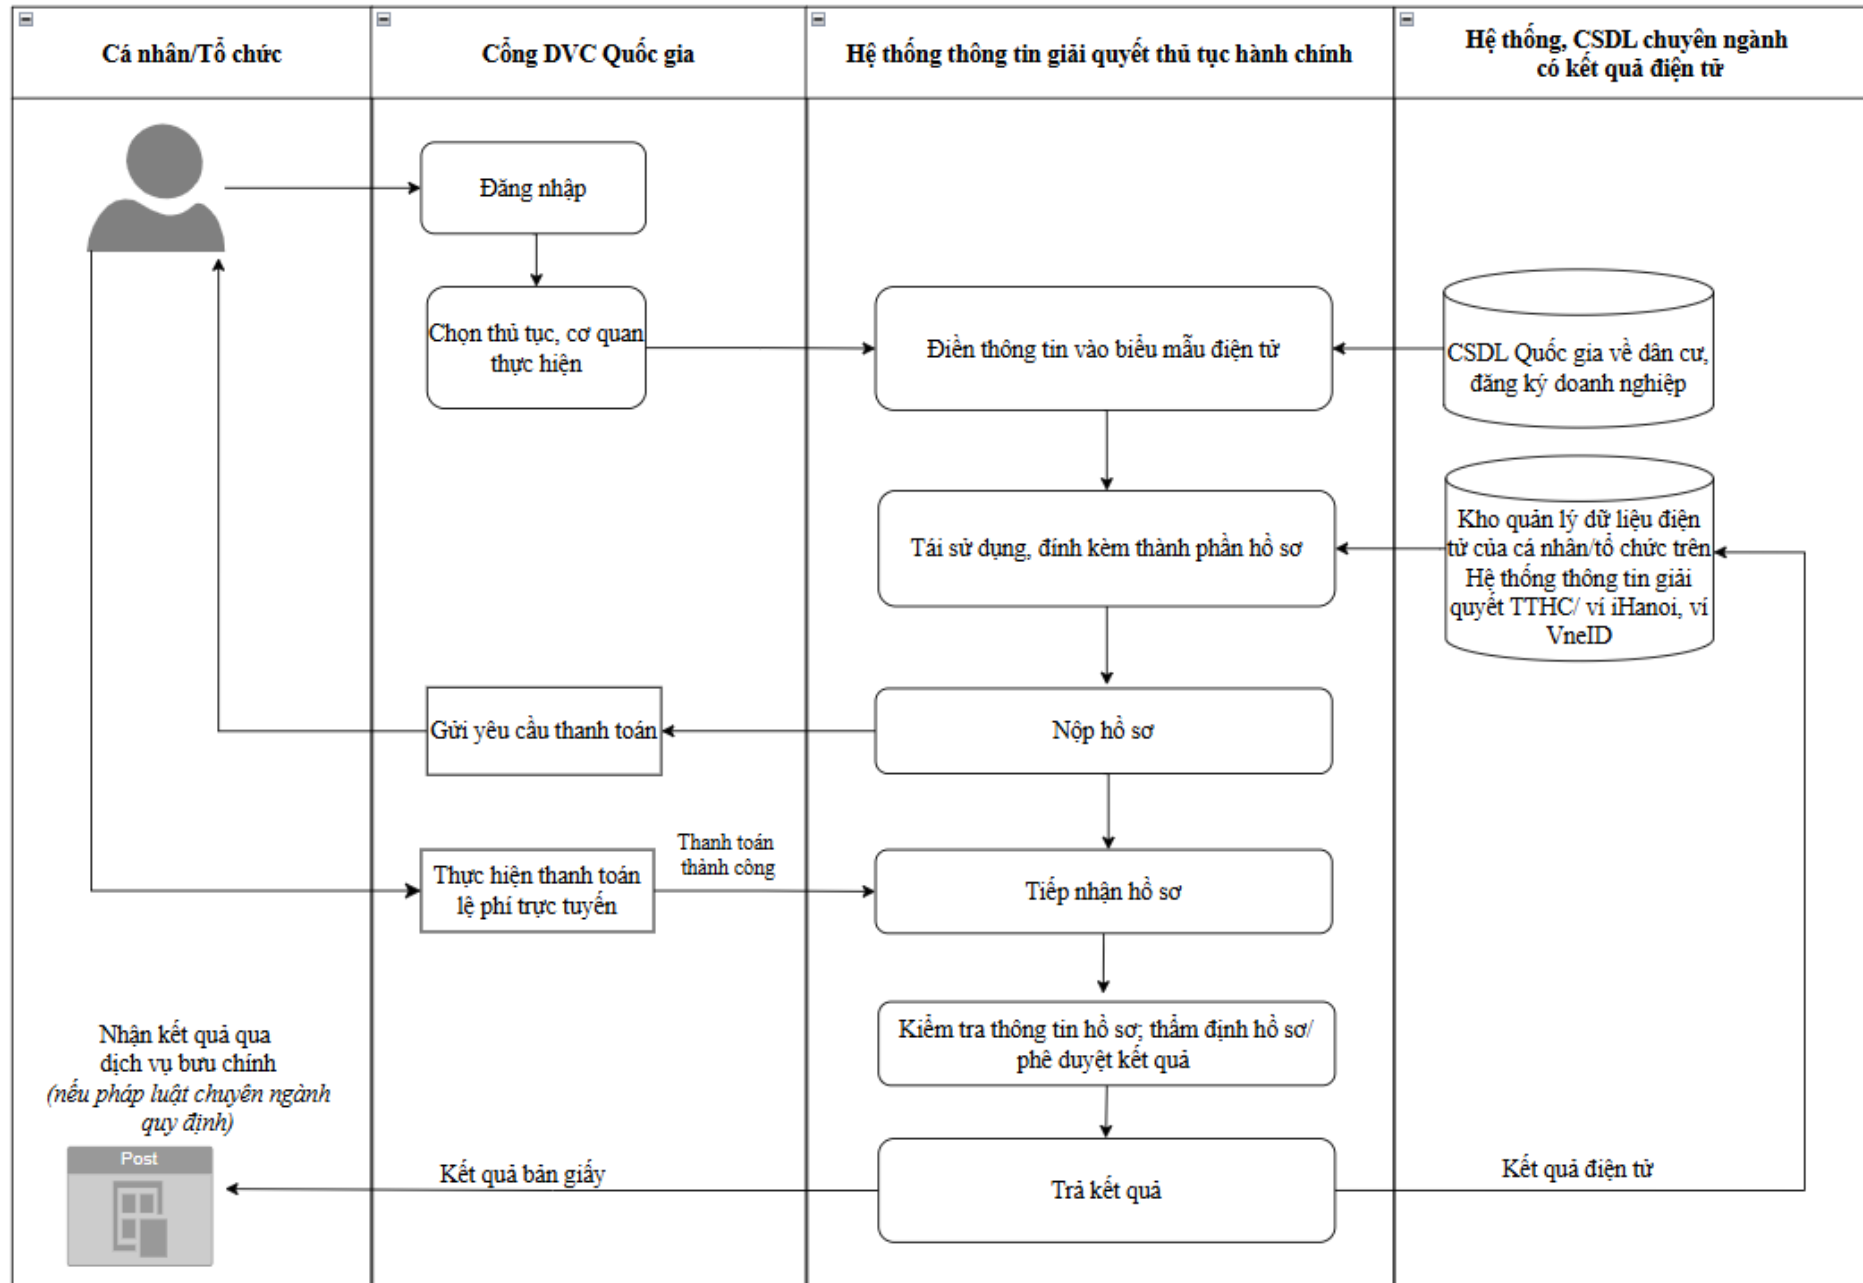 Cá nhân/Tổ chức
Cổng DVC Quốc gia
Hệ thống thông tin giải quyết thủ tục hành chính
Hệ thống, CSDL chuyên ngành
có kết quả điện tử
Đăng nhập
Chọn thủ tục, cơ quan
thực hiện
Điền thông tin vào biểu mẫu điện tử
CSDL Quốc gia về dân cư,
đăng ký doanh nghiệp
Tái sử dụng, đính kèm thành phần hồ sơ
Kho quản lý dữ liệu điện
tử của cá nhân/tổ chức trên
Hệ thống thông tin giải
quyết TTHC/ ví iHanoi, ví
VneID
Gửi yêu cầu thanh toán
Nộp hồ sơ
Thực hiện thanh toán
lệ phí trực tuyến
Thanh toán
thành công
Tiếp nhận hồ sơ
Kiểm tra thông tin hồ sơ; thẩm định hồ sơ/
phê duyệt kết quả
Nhận kết quả qua
dịch vụ bưu chính
(nếu pháp luật chuyên ngành
quy định)
Post
Kết quả bản giấy
Trả kết quả
Kết quả điện tử